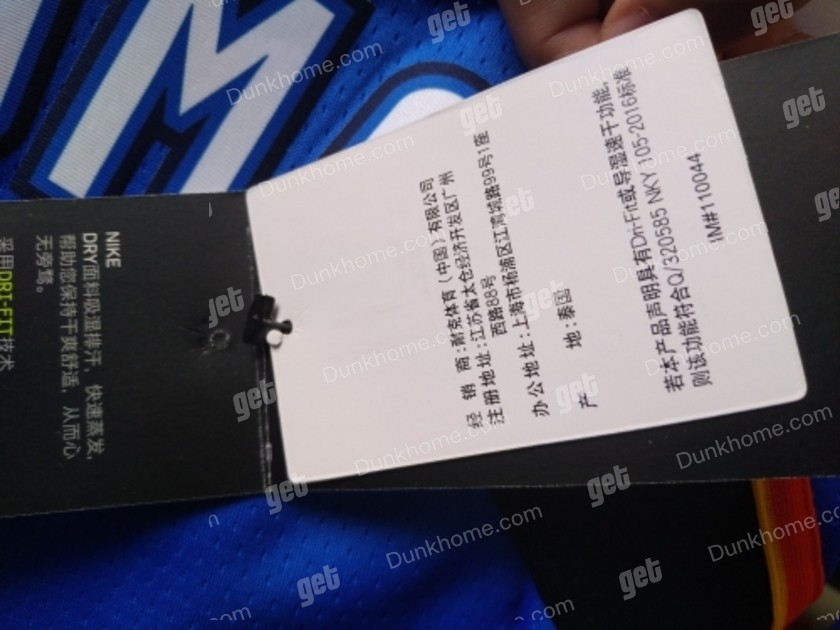 M
NIKE
DRY面料吸湿排汗，快速蒸发，
帮助您保持干爽舒适，从而心
无旁骛。
采用DRI-FIT技术
经 销 商:耐克体育（中国）有限公司
注册地址:江苏省太仓经济开发区广州
西路88号
办公地址:上海市杨浦区江湾城路99号1座
产 地:泰国
若本产品声明具有Dri-Fit或导湿速干功能，
则该功能符合Q/320585 NKY 105-2016标准
IM#110044
get
Dunkhome.com